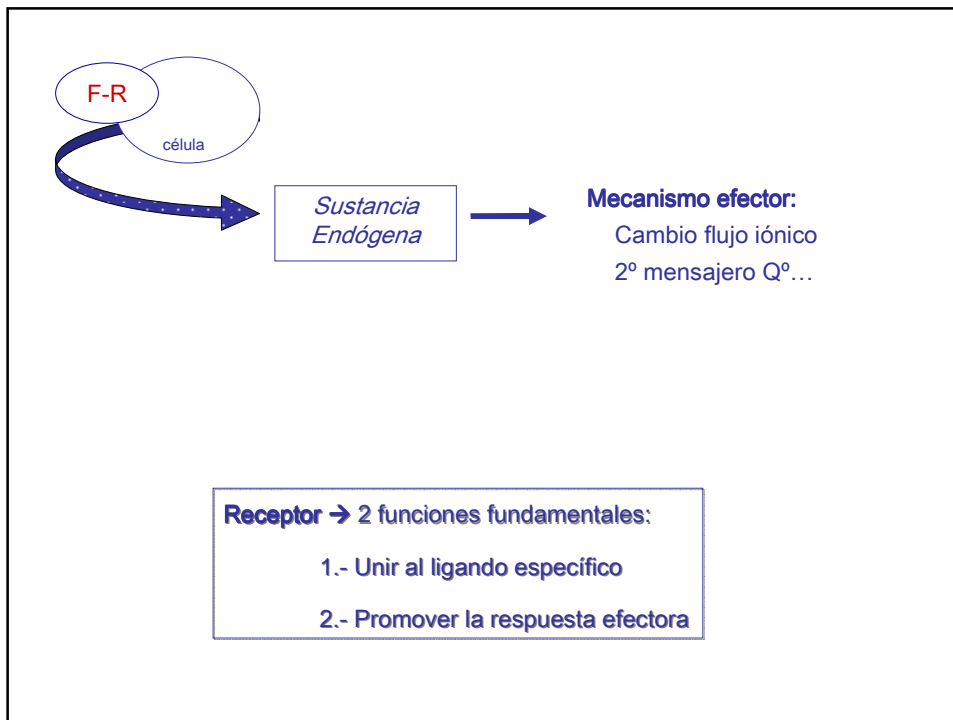 F-R
célula
Sustancia
Endógena
Mecanismo efector:
Cambio flujo iónico
2º mensajero Qº…
Receptor → 2 funciones fundamentales:
1.- Unir al ligando específico
2.- Promover la respuesta efectora